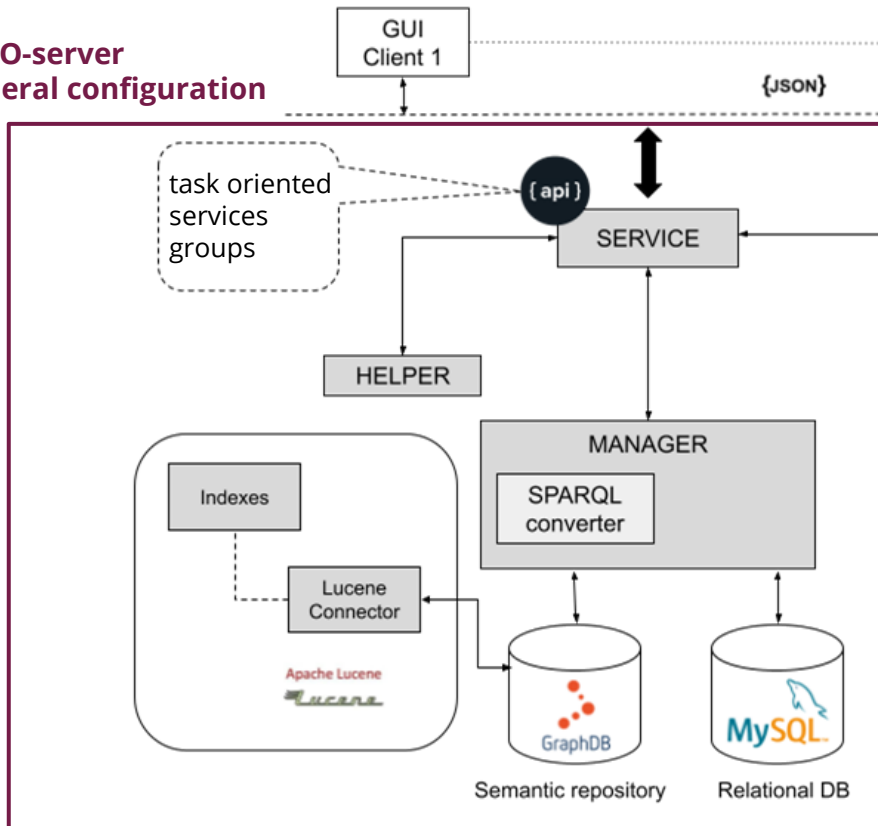 GUI
Client 1
O-server
eral configuration
{JSON}
task oriented
services
groups
{ api }
SERVICE
HELPER
MANAGER
SPARQL
converter
Indexes
Lucene
Connector
Apache Lucene
Lucene
GraphDB
MySQL
Semantic repository
Relational DB